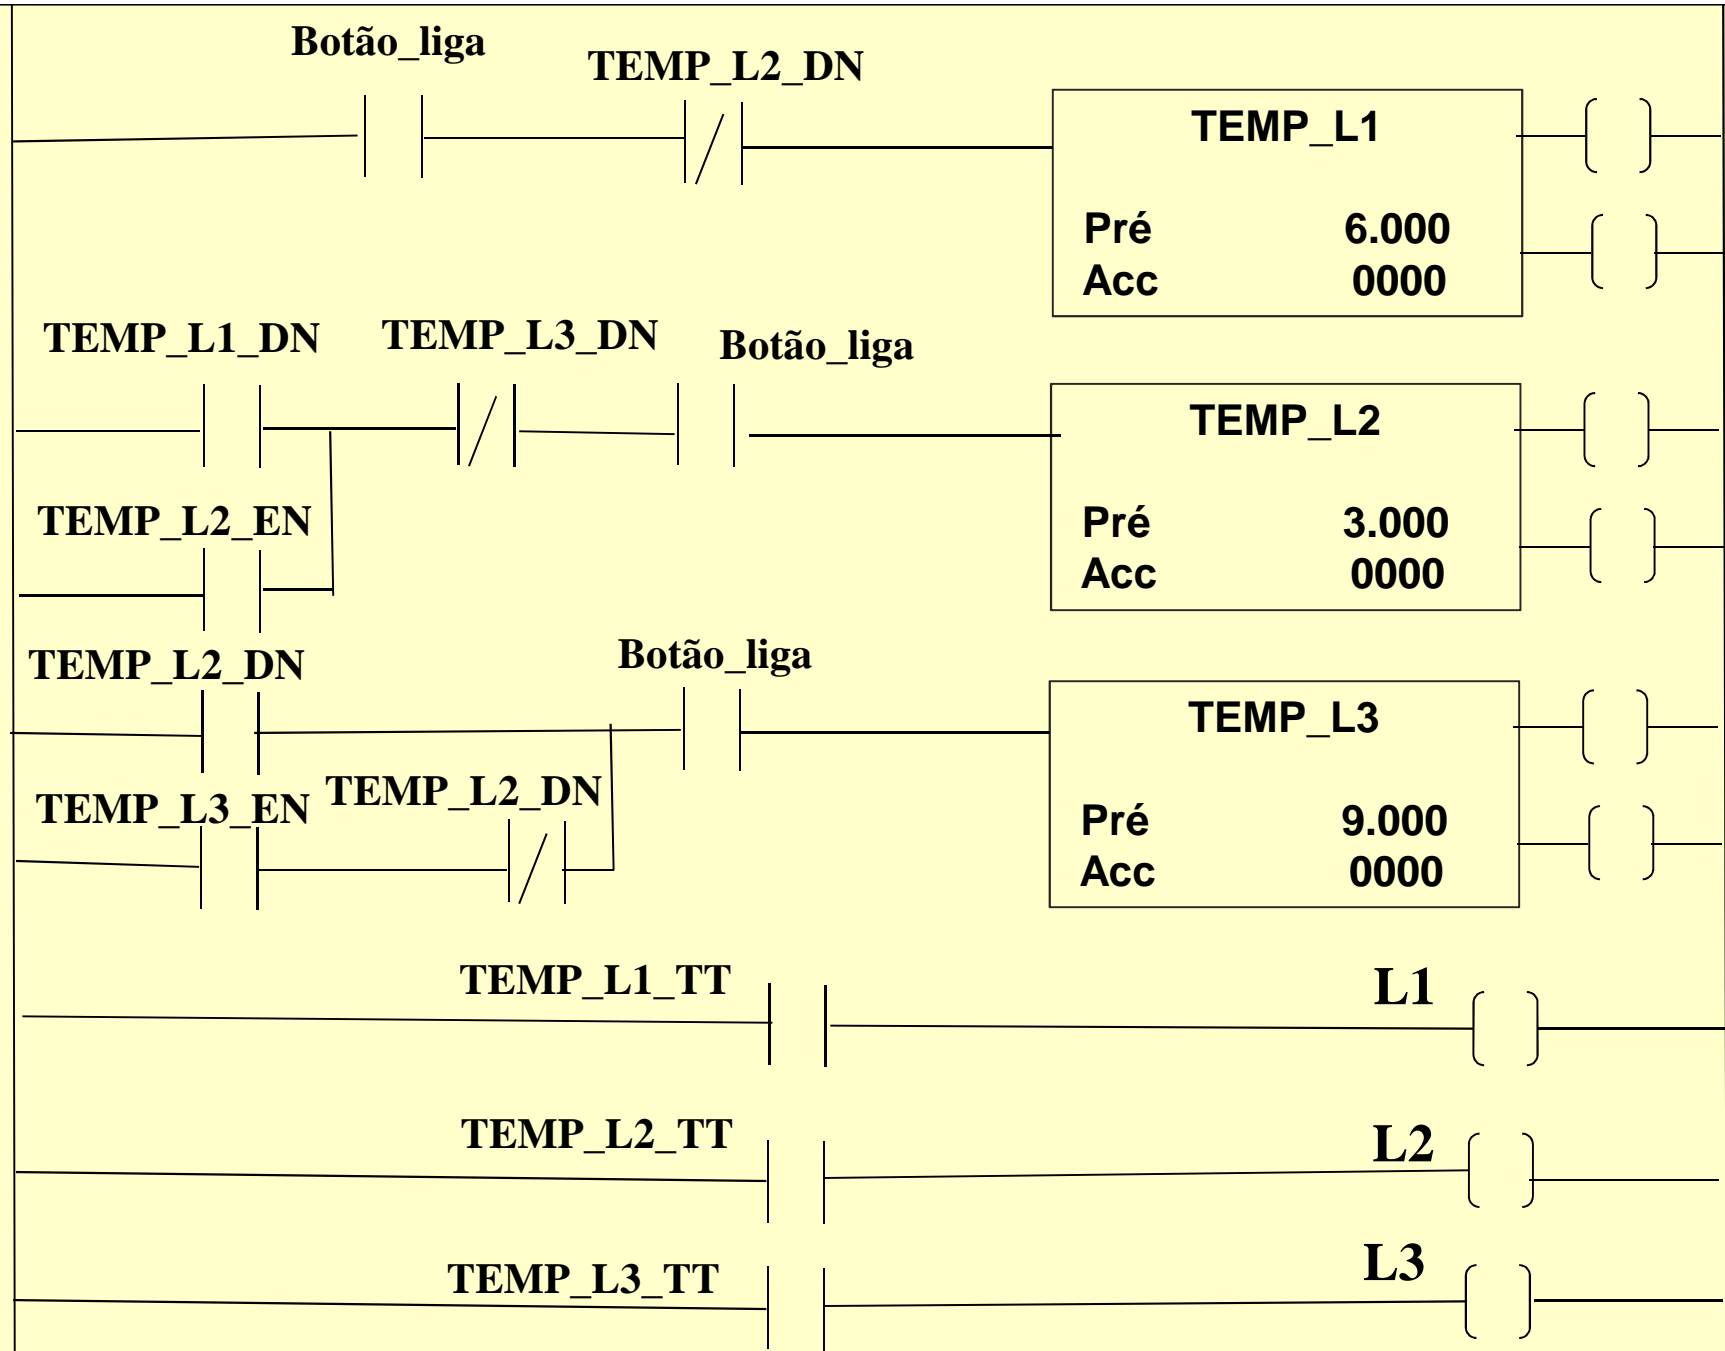 Botão_liga
TEMP_L2_DN
TEMP_L1
Pré 6.000
Acc 0000
TEMP_L1_DN
TEMP_L3_DN
Botão_liga
TEMP_L2
Pré 3.000
Acc 0000
TEMP_L2_EN
TEMP_L2_DN
Botão_liga
TEMP_L3
Pré 9.000
Acc 0000
TEMP_L3_EN
TEMP_L2_DN
TEMP_L1_TT
L1
TEMP_L2_TT
L2
TEMP_L3_TT
L3